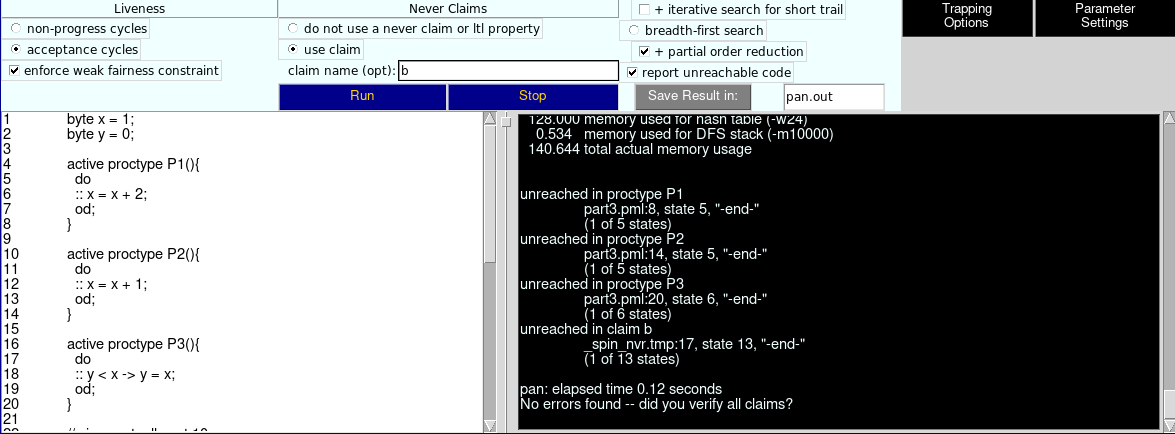 Liveness
non-progress cycles
acceptance cycles
enforce weak fairness constraint
Never Claims
do not use a never claim or ltl property
use claim
claim name (opt): b
Run Stop
+ iterative search for short trail
breadth-first search
+ partial order reduction
report unreachable code
Save Result in: pan.out
Trapping
Options
Parameter
Settings
1 byte x = 1;
2 byte y = 0;
3
4 active proctype P1(){
5 do
6 :: x = x + 2;
7 od;
8 }
9
10 active proctype P2(){
11 do
12 :: x = x + 1;
13 od;
14 }
15
16 active proctype P3(){
17 do
18 :: y < x -> y = x;
19 od;
20 }
21
128.000 memory used for hash table (-w24)
0.534 memory used for DFS stack (-m10000)
140.644 total actual memory usage
unreached in proctype P1
part3.pml:8, state 5, "-end-"
(1 of 5 states)
unreached in proctype P2
part3.pml:14, state 5, "-end-"
(1 of 5 states)
unreached in proctype P3
part3.pml:20, state 6, "-end-"
(1 of 6 states)
unreached in claim b
_spin_nvr.tmp:17, state 13, "-end-"
(1 of 13 states)
pan: elapsed time 0.12 seconds
No errors found -- did you verify all claims?